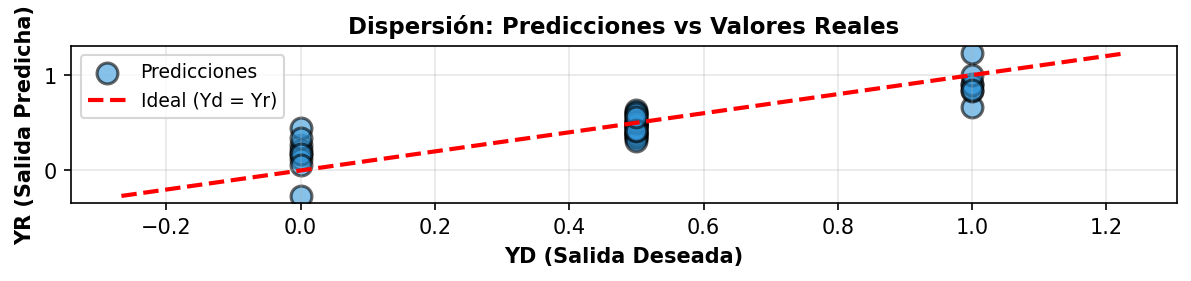 Dispersión: Predicciones vs Valores Reales
YR (Salida Predicha)
1
0
Predicciones
Ideal (Yd = Yr)
−0.2 0.0 0.2 0.4 0.6 0.8 1.0 1.2
YD (Salida Deseada)